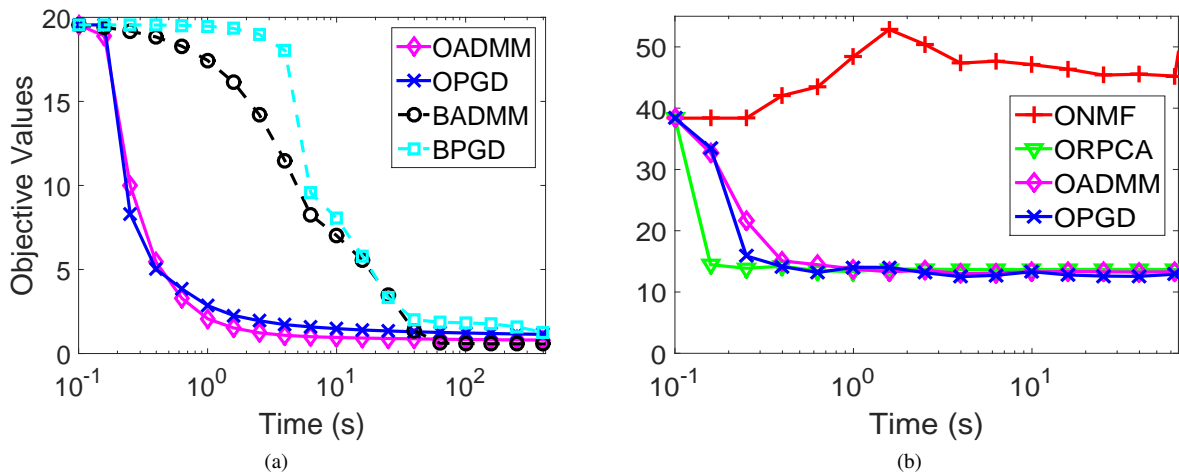 Objective Values
20
15
10
5
0
10^-1
10^0
10^1
10^2
Time (s)
OADMM
OPGD
BADMM
BPGD
(a)
50
40
30
20
10
0
10^-1
10^0
10^1
Time (s)
ONMF
ORPCA
OADMM
OPGD
(b)